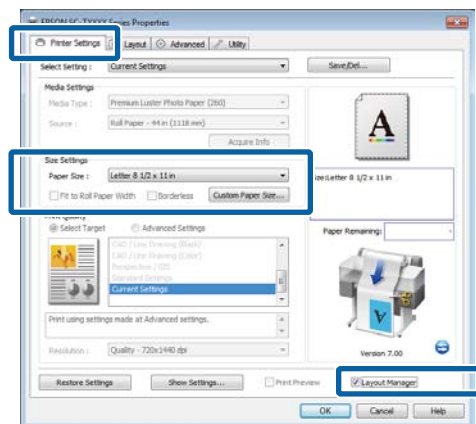 EPSON SC-TXXXX Series Properties
Printer Settings Layout Advanced Utility
Select Setting : Current Settings Save/Del...
Media Settings
Media Type : Premium Luster Photo Paper (260)
Source : Roll Paper - 44 in (1118 mm)
Acquire Info
A
Size Settings
Paper Size : Letter 8 1/2 x 11 in
Size:Letter 8 1/2 x 11 in
Fit to Roll Paper Width Borderless Custom Paper Size...
Print Quality
Select Target Advanced Settings
Paper Remaining:
CAD / Line Drawing (Black)
CAD / Line Drawing (Color)
Perspective / GIS
Standard Settings
Current Settings
Print using settings made at Advanced settings.
Resolution : Quality - 720x1440 dpi
A
Version 7.00
Restore Settings Show Settings... Print Preview Layout Manager
OK Cancel Help